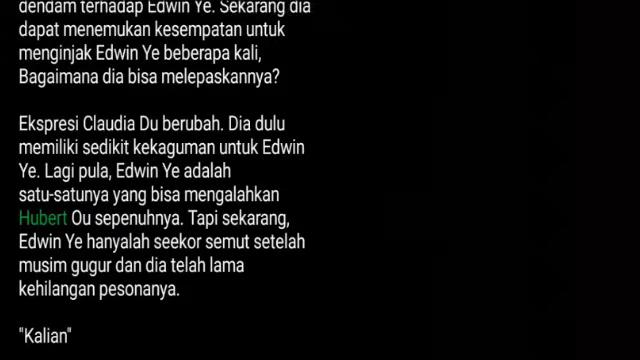 dendam terhadap Edwin Ye. Sekarang dia
dapat menemukan kesempatan untuk
menginjak Edwin Ye beberapa kali,
Bagaimana dia bisa melepaskannya?
Ekspresi Claudia Du berubah. Dia dulu
memiliki sedikit kekaguman untuk Edwin
Ye. Lagi pula, Edwin Ye adalah
satu-satunya yang bisa mengalahkan
Hubert Ou sepenuhnya. Tapi sekarang,
Edwin Ye hanyalah seekor semut setelah
musim gugur dan dia telah lama
kehilangan pesonanya.
"Kalian"